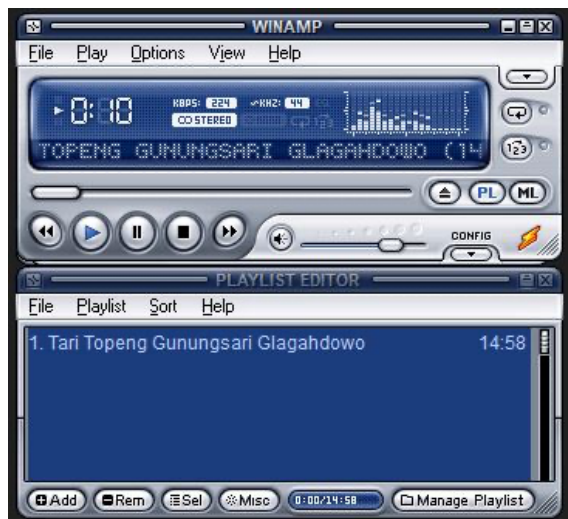 WINAMP
File Play Options View Help
0:10 KBPS: 224 KHZ: 44
STEREO
TOPENG GUNUNGSARI GLAGAHDOWO (14
123
PL ML
CONFIG
PLAYLIST EDITOR
File Playlist Sort Help
1. Tari Topeng Gunungsari Glagahdowo 14:58
Add Rem Sel Misc 0:00/14:58 Manage Playlist